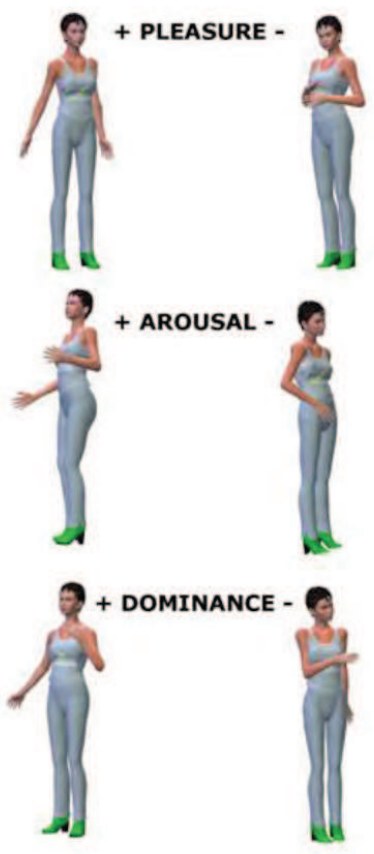 + PLEASURE -
+ AROUSAL -
+ DOMINANCE -